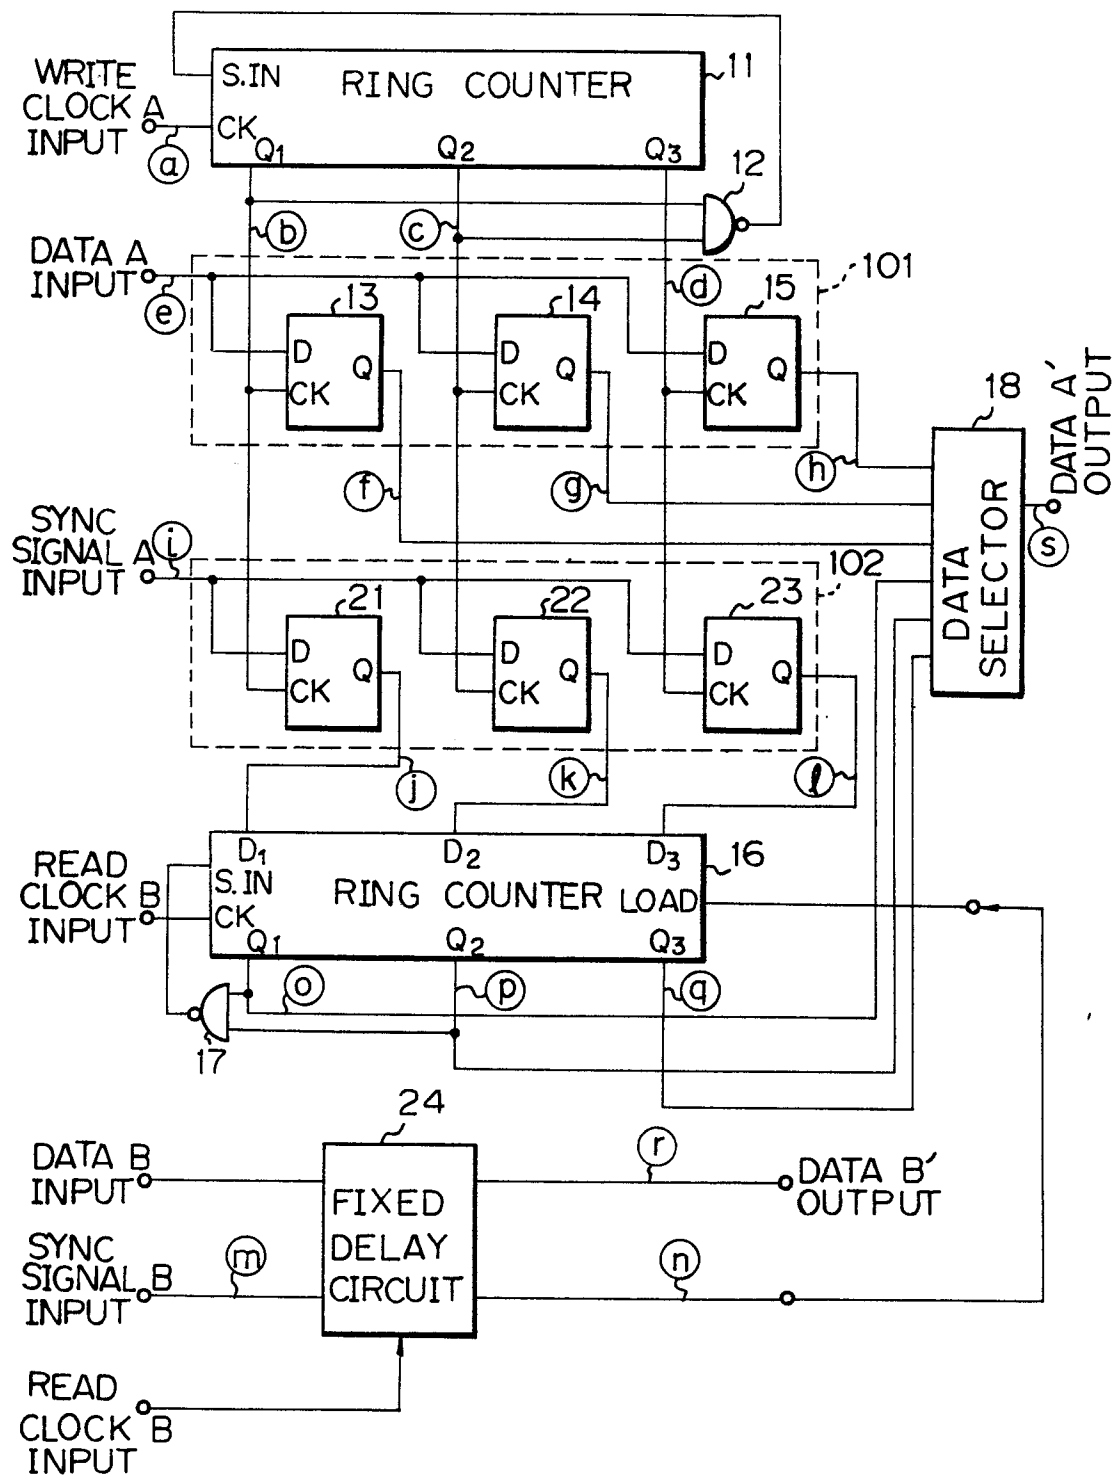 WRITE
CLOCK A
INPUT
a
S.IN
RING COUNTER
CK
Q1
Q2
Q3
11
12
b
c
d
DATA A
INPUT
e
101
13
D
CK
Q
14
D
CK
Q
15
D
CK
Q
f
g
h
18
DATA
SELECTOR
s
DATA A'
OUTPUT
SYNC
SIGNAL A
INPUT
i
102
21
D
CK
Q
22
D
CK
Q
23
D
CK
Q
j
k
l
READ
CLOCK B
INPUT
D1
D2
D3
16
S.IN
RING COUNTER
LOAD
CK
Q1
Q2
Q3
o
p
q
17
24
DATA B
INPUT
FIXED
DELAY
CIRCUIT
r
DATA B'
OUTPUT
SYNC
SIGNAL B
INPUT
m
n
READ
CLOCK B
INPUT